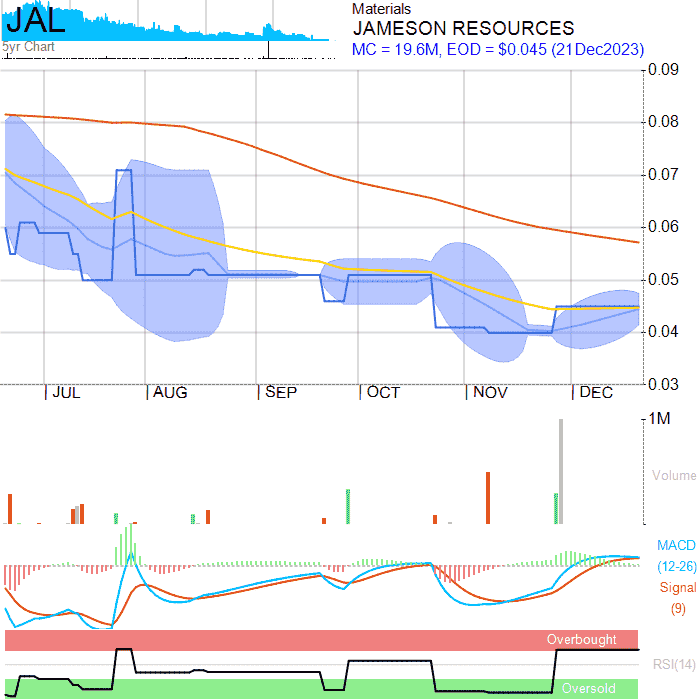 JAL
5yr Chart
Materials
JAMESON RESOURCES
MC = 19.6M, EOD = $0.045 (21Dec2023)
0.09
0.08
0.07
0.06
0.05
0.04
0.03
JUL AUG SEP OCT NOV DEC
1M
Volume
MACD
(12-26)
Signal
(9)
Overbought
RSI(14)
Oversold